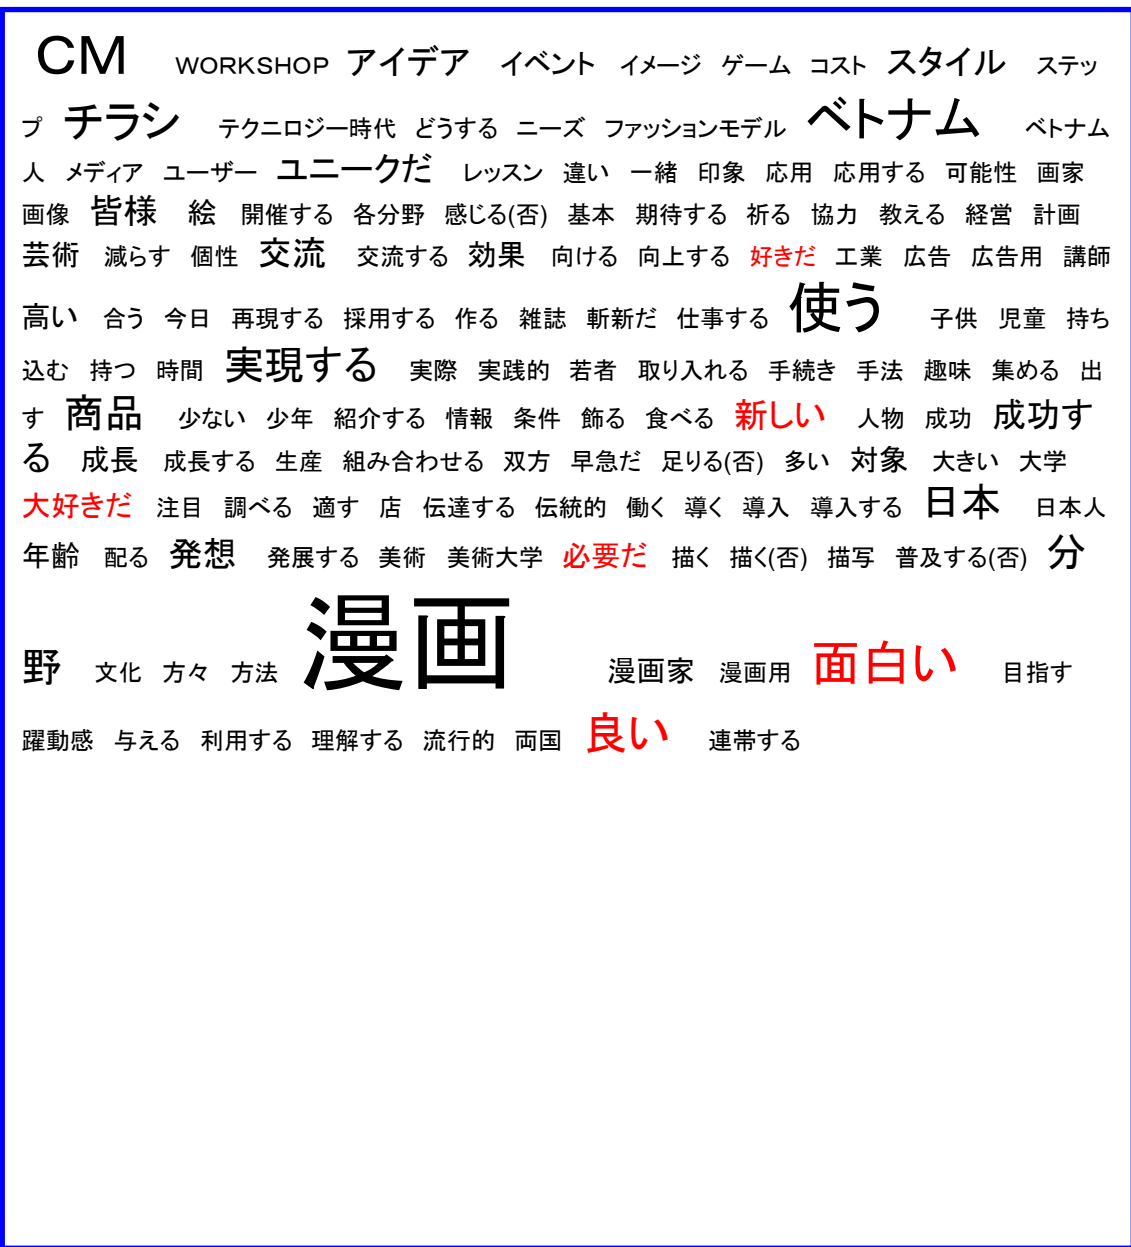 CM WORKSHOP アイデア イベント イメージ ゲーム コスト スタイル ステッ
プ チラシ テクニロジー時代 どうする ニーズ ファッションモデル ベトナム ベトナム
人 メディア ユーザー ユニークだ レッスン 違い 一緒 印象 応用 応用する 可能性 画家
画像 皆様 絵 開催する 各分野 感じる(否) 基本 期待する 祈る 協力 教える 経営 計画
芸術 減らす 個性 交流 交流する 効果 向ける 向上する 好きだ 工業 広告 広告用 講師
高い 合う 今日 再現する 採用する 作る 雑誌 斬新だ 仕事する 使う 子供 児童 持ち
込む 持つ 時間 実現する 実際 実践的 若者 取り入れる 手続き 手法 趣味 集める 出
す 商品 少ない 少年 紹介する 情報 条件 飾る 食べる 新しい 人物 成功 成功す
る 成長 成長する 生産 組み合わせる 双方 早急だ 足りる(否) 多い 対象 大きい 大学
大好きだ 注目 調べる 適す 店 伝達する 伝統的 働く 導く 導入 導入する 日本 日本人
年齢 配る 発想 発展する 美術 美術大学 必要だ 描く 描く(否) 描写 普及する(否) 分
野 文化 方々 方法 漫画 漫画家 漫画用 面白い 目指す
躍動感 与える 利用する 理解する 流行的 両国 良い 連帯する